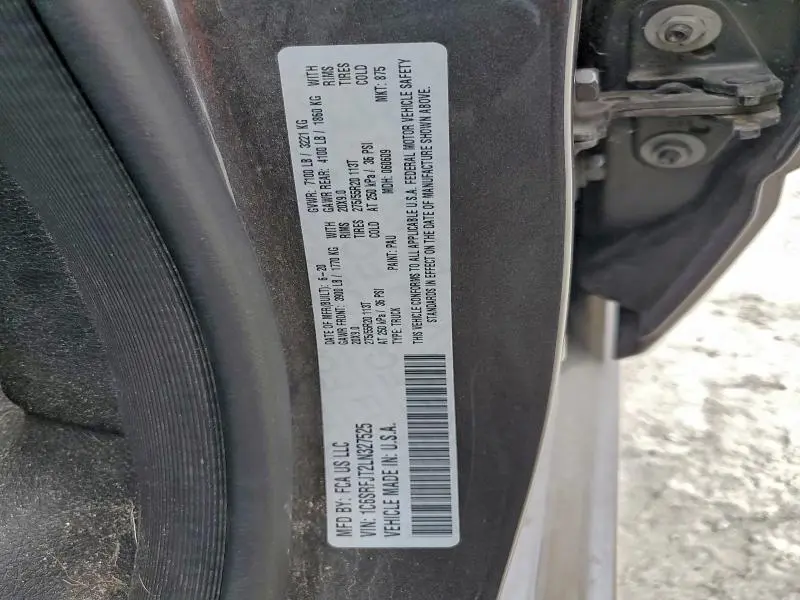 MFD BY: FCA US LLC
DATE OF MFR(BUILT): 6-20
GVWR: 7100 LB / 3221 KG
GAWR FRONT: 3900 LB / 1770 KG WITH
GAWR REAR: 4100 LB / 1860 KG WITH
20X9.0 RIMS
20X9.0 RIMS
275/55R20 113T TIRES
275/55R20 113T TIRES
AT 250 kPa / 36 PSI COLD
AT 250 kPa / 36 PSI COLD
VIN: 1C6SRFJT2LN327525
TYPE: TRUCK
PAINT: PAU
MDH: 060609
MKT: 875
VEHICLE MADE IN: U.S.A.
THIS VEHICLE CONFORMS TO ALL APPLICABLE U.S.A. FEDERAL MOTOR VEHICLE SAFETY
STANDARDS IN EFFECT ON THE DATE OF MANUFACTURE SHOWN ABOVE.